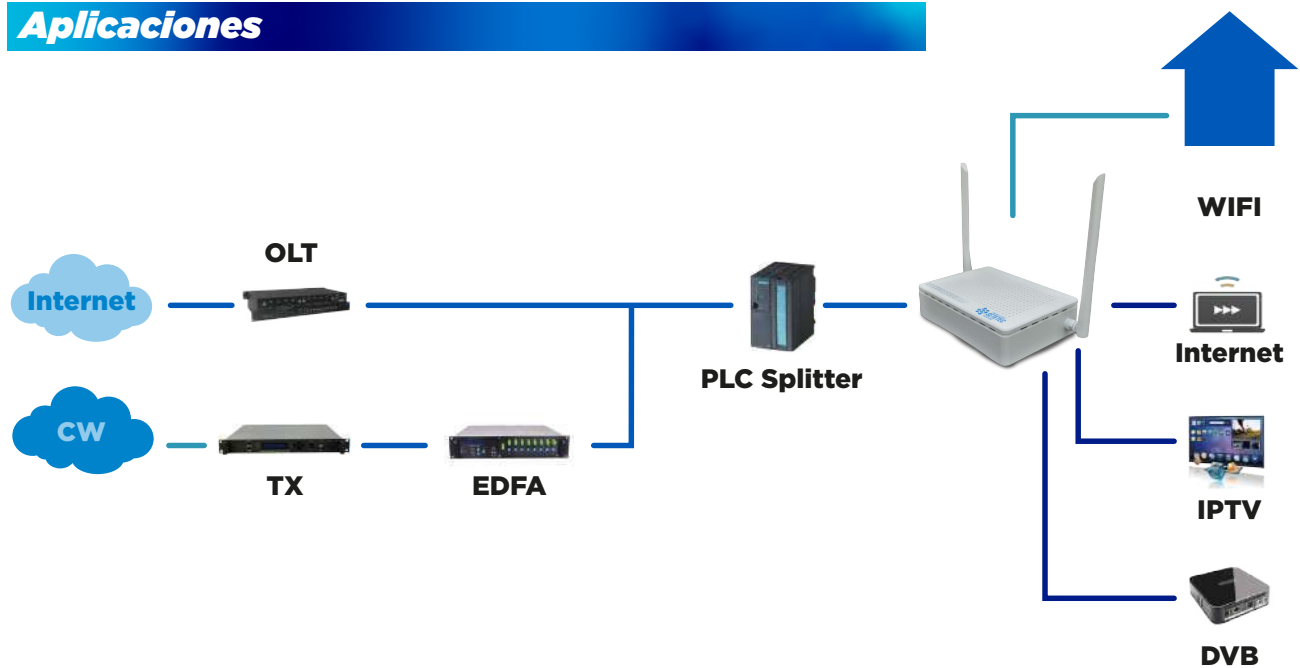 Aplicaciones
WIFI
OLT
Internet
PLC Splitter
Internet
CW
TX
EDFA
IPTV
DVB